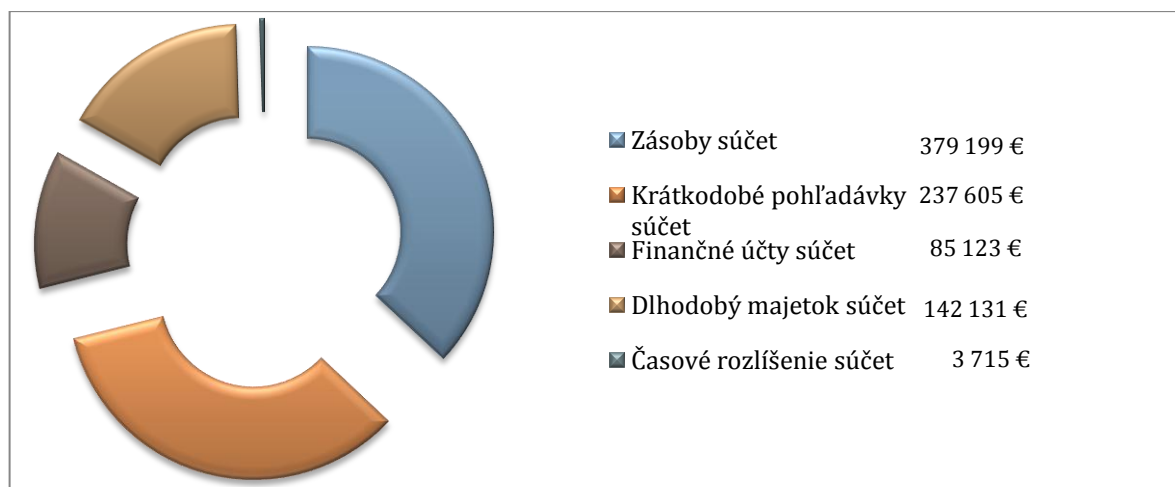 Zásoby súčet 379 199 €
Krátkodobé pohľadávky 237 605 €
súčet
Finančné účty súčet 85 123 €
Dlhodobý majetok súčet 142 131 €
Časové rozlíšenie súčet 3 715 €